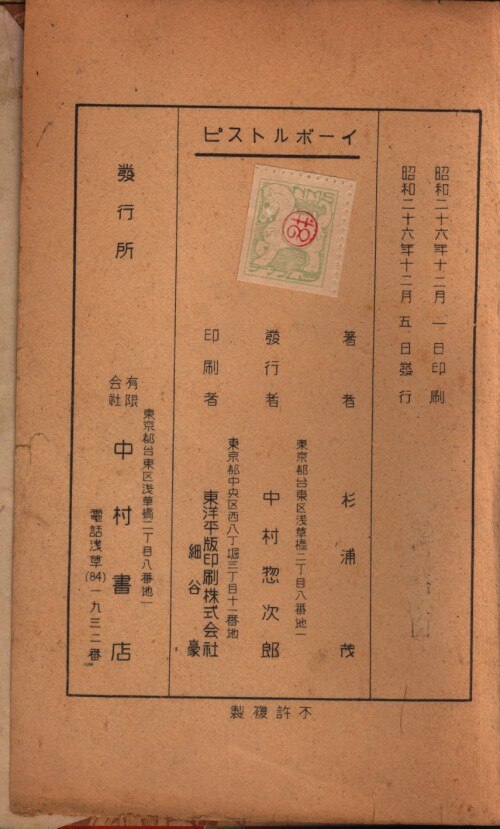 昭和二十六年十二月一日印刷
昭和二十六年十二月五日發行
ピストルボーイ
著者 杉浦茂
東京都台東区浅草橋二丁目八番地一
發行者 中村惣次郎
東京都中央区西八丁堀三丁目十二番地
印刷者 東洋平版印刷株式会社
細谷豪
東京都台東区浅草橋二丁目八番地一
發行所 有限会社 中村書店
電話浅草(84)一九三二番
不許複製